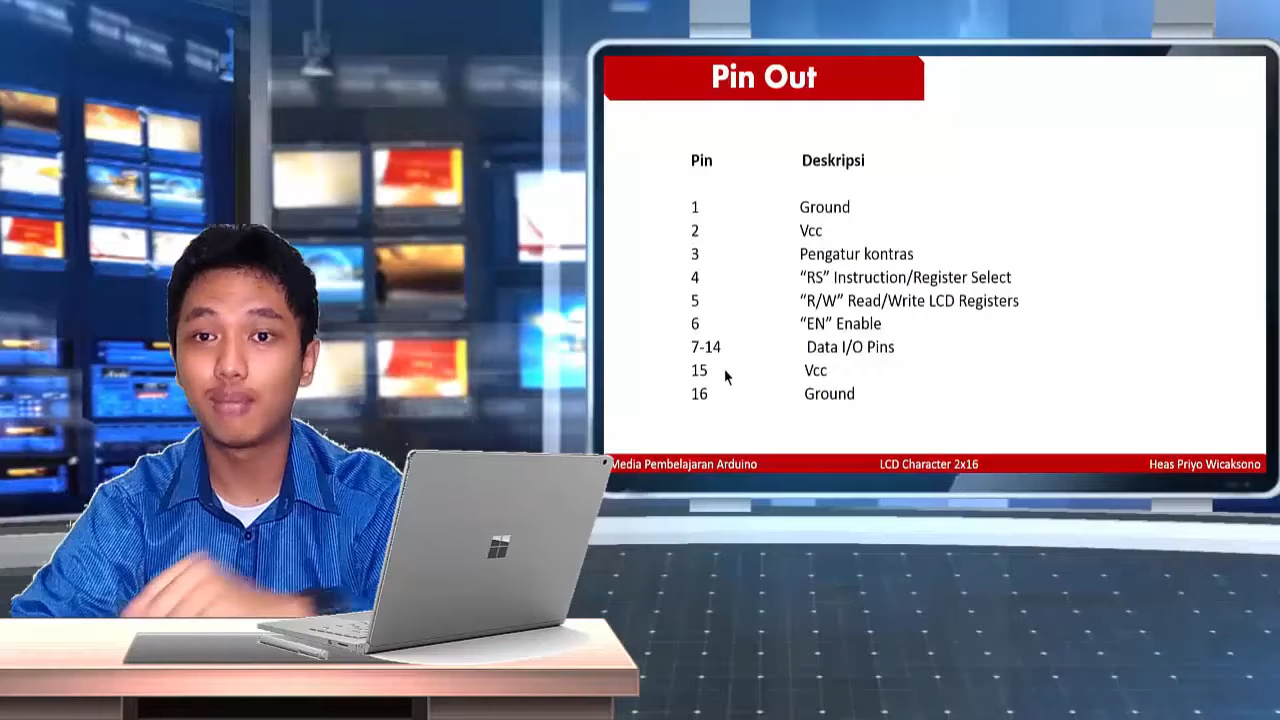 Pin Out
Pin Deskripsi
1 Ground
2 Vcc
3 Pengatur kontras
4 “RS” Instruction/Register Select
5 “R/W” Read/Write LCD Registers
6 “EN” Enable
7-14 Data I/O Pins
15 Vcc
16 Ground
Media Pembelajaran Arduino LCD Character 2x16 Heas Priyo Wicaksono